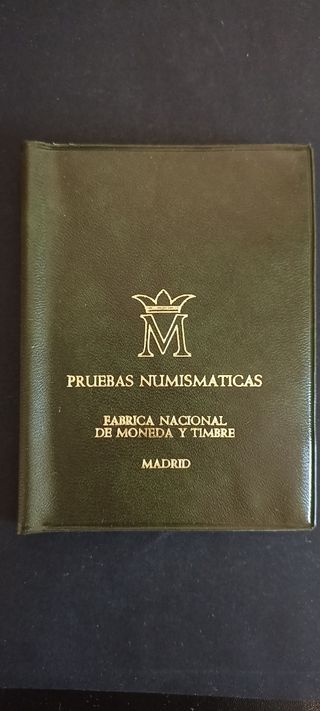 M
PRUEBAS NUMISMATICAS
FABRICA NACIONAL
DE MONEDA Y TIMBRE
MADRID